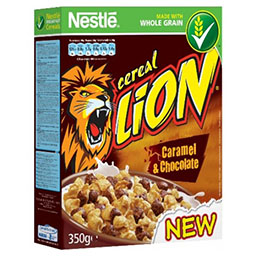 Nestlé
MADE WITH
WHOLE GRAIN
cereal
LION
Caramel
& Chocolate
350g
NEW